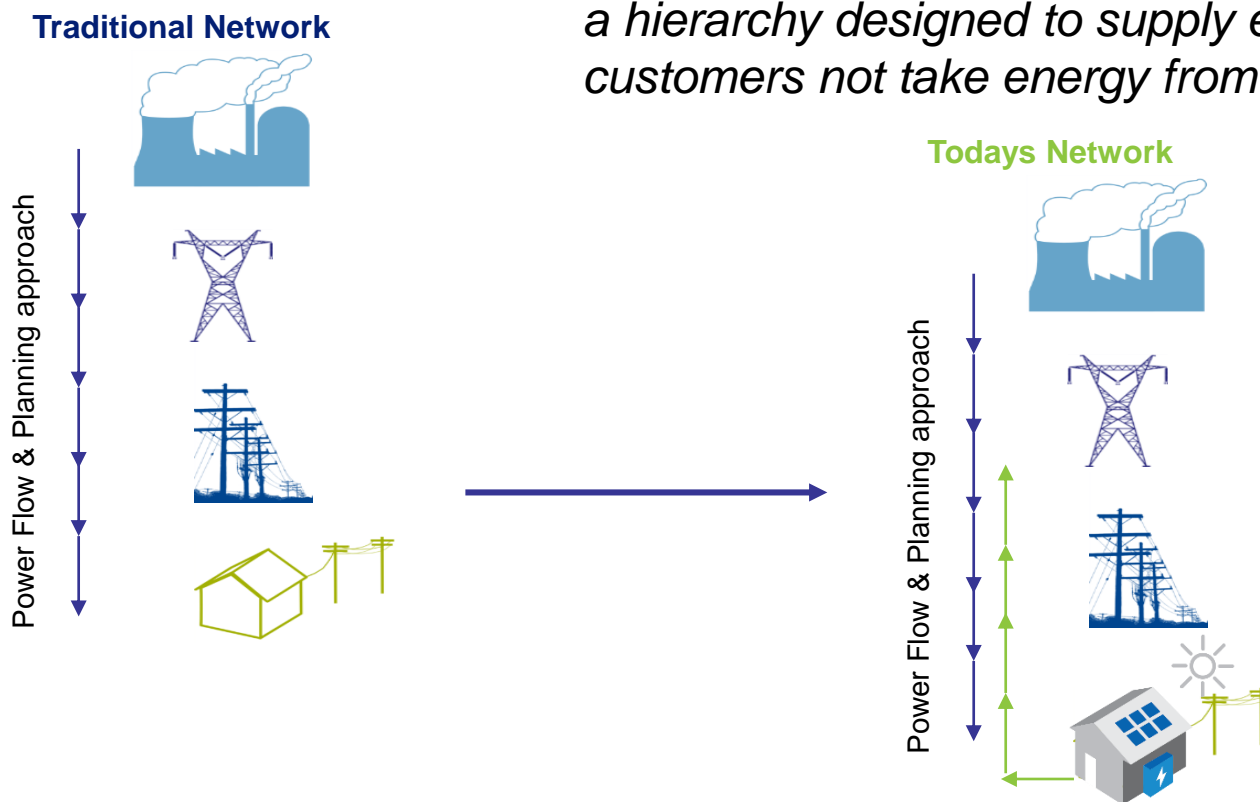 a hierarchy designed to supply
customers not take energy from
Traditional Network
Power Flow & Planning approach
Todays Network
Power Flow & Planning approach